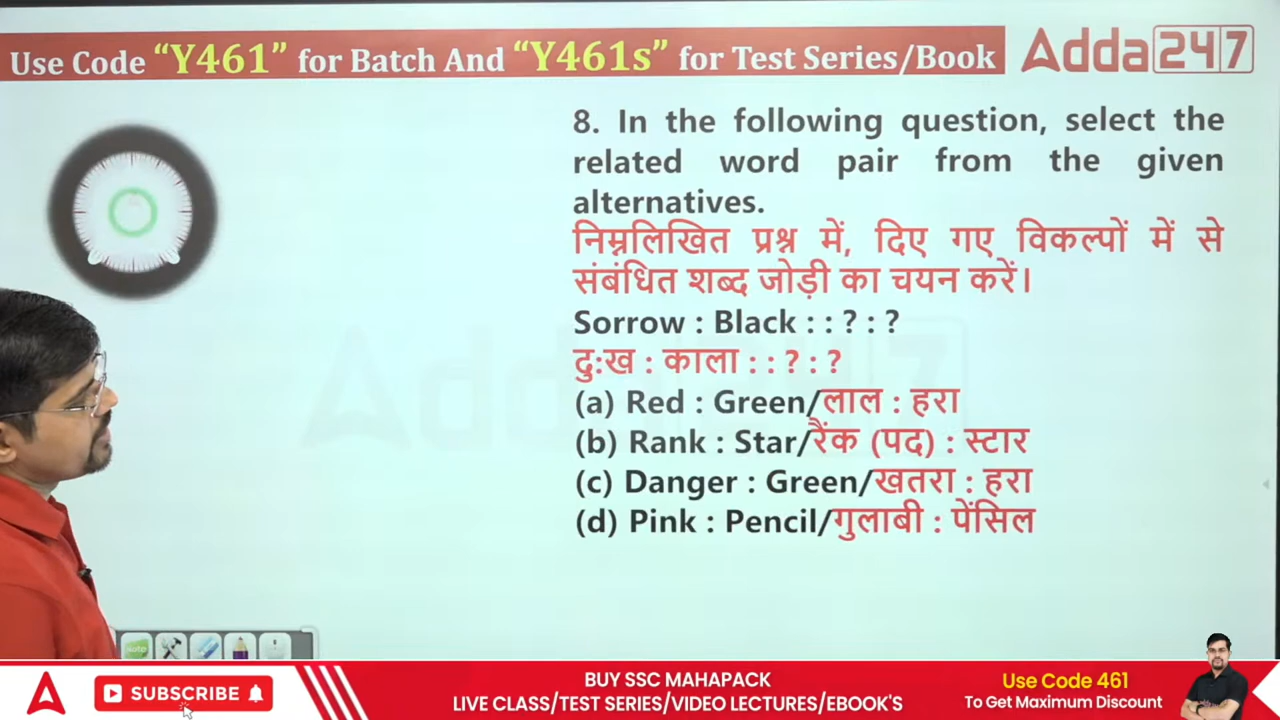 Use Code “Y461” for Batch And “Y461s” for Test Series/Book
Adda247
8. In the following question, select the
related word pair from the given
alternatives.
निम्नलिखित प्रश्न में, दिए गए विकल्पों में से
संबंधित शब्द जोड़ी का चयन करें।
Sorrow : Black : : ? : ?
दुःख : काला : : ? : ?
(a) Red : Green/लाल : हरा
(b) Rank : Star/रैंक (पद) : स्टार
(c) Danger : Green/खतरा : हरा
(d) Pink : Pencil/गुलाबी : पेंसिल
SUBSCRIBE
BUY SSC MAHAPACK
LIVE CLASS/TEST SERIES/VIDEO LECTURES/EBOOK'S
Use Code 461
To Get Maximum Discount